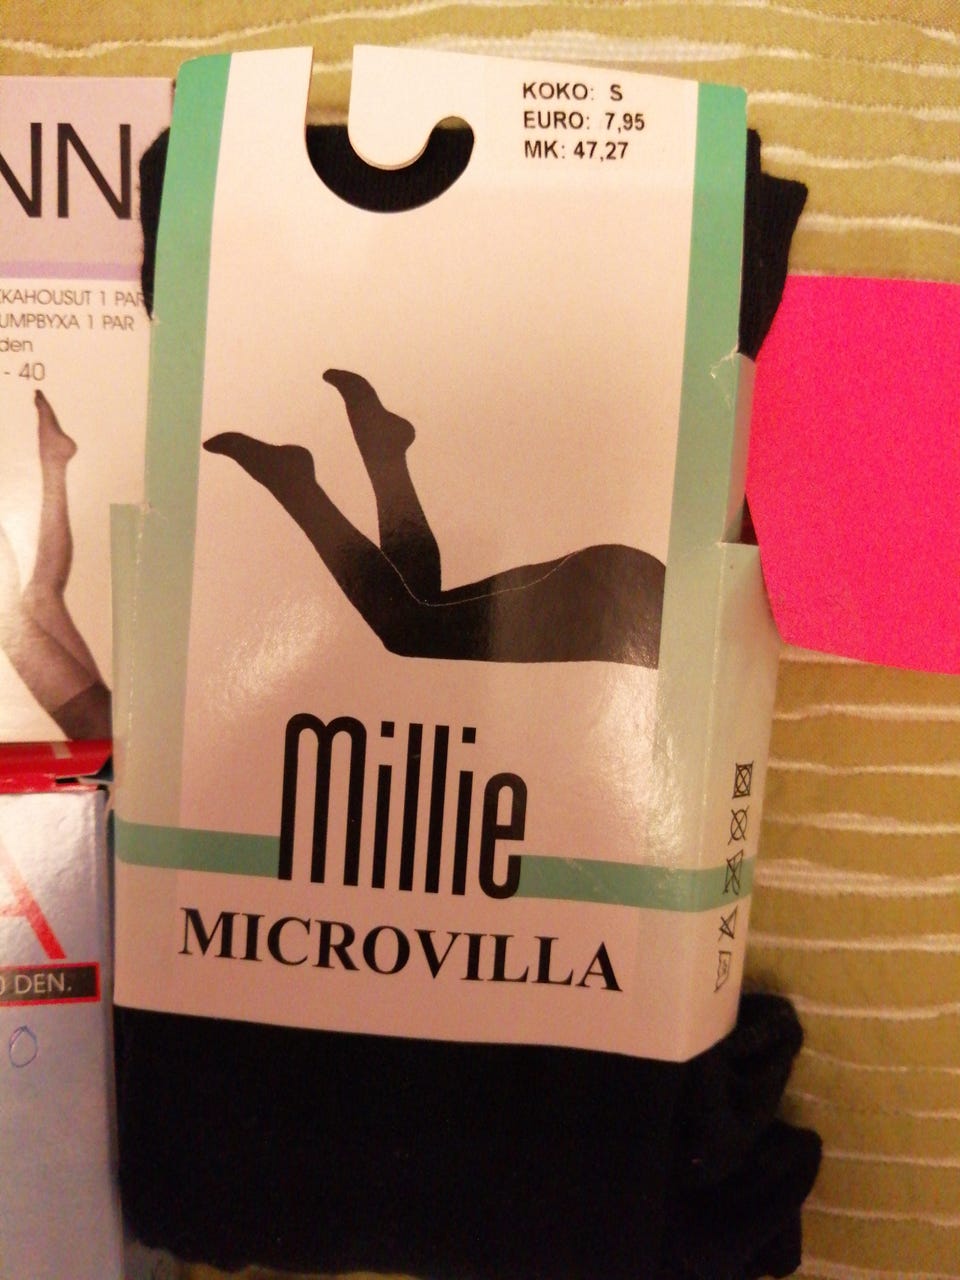 KOKO: S
EURO: 7,95
MK: 47,27
millie
MICROVILLA
NN
KAHOUSUT 1 PAR
UMPBYXA 1 PAR
den
- 40
A
0 DEN.